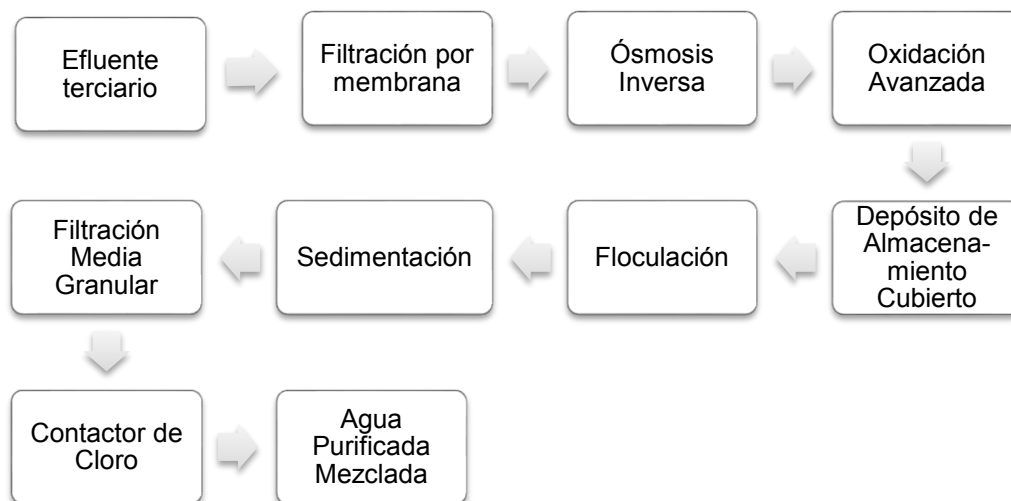 Efluente
terciario
Filtración por
membrana
Ósmosis
Inversa
Oxidación
Avanzada
Depósito de
Almacena-
miento
Cubierto
Floculación
Sedimentación
Filtración
Media
Granular
Contactor de
Cloro
Agua
Purificada
Mezclada